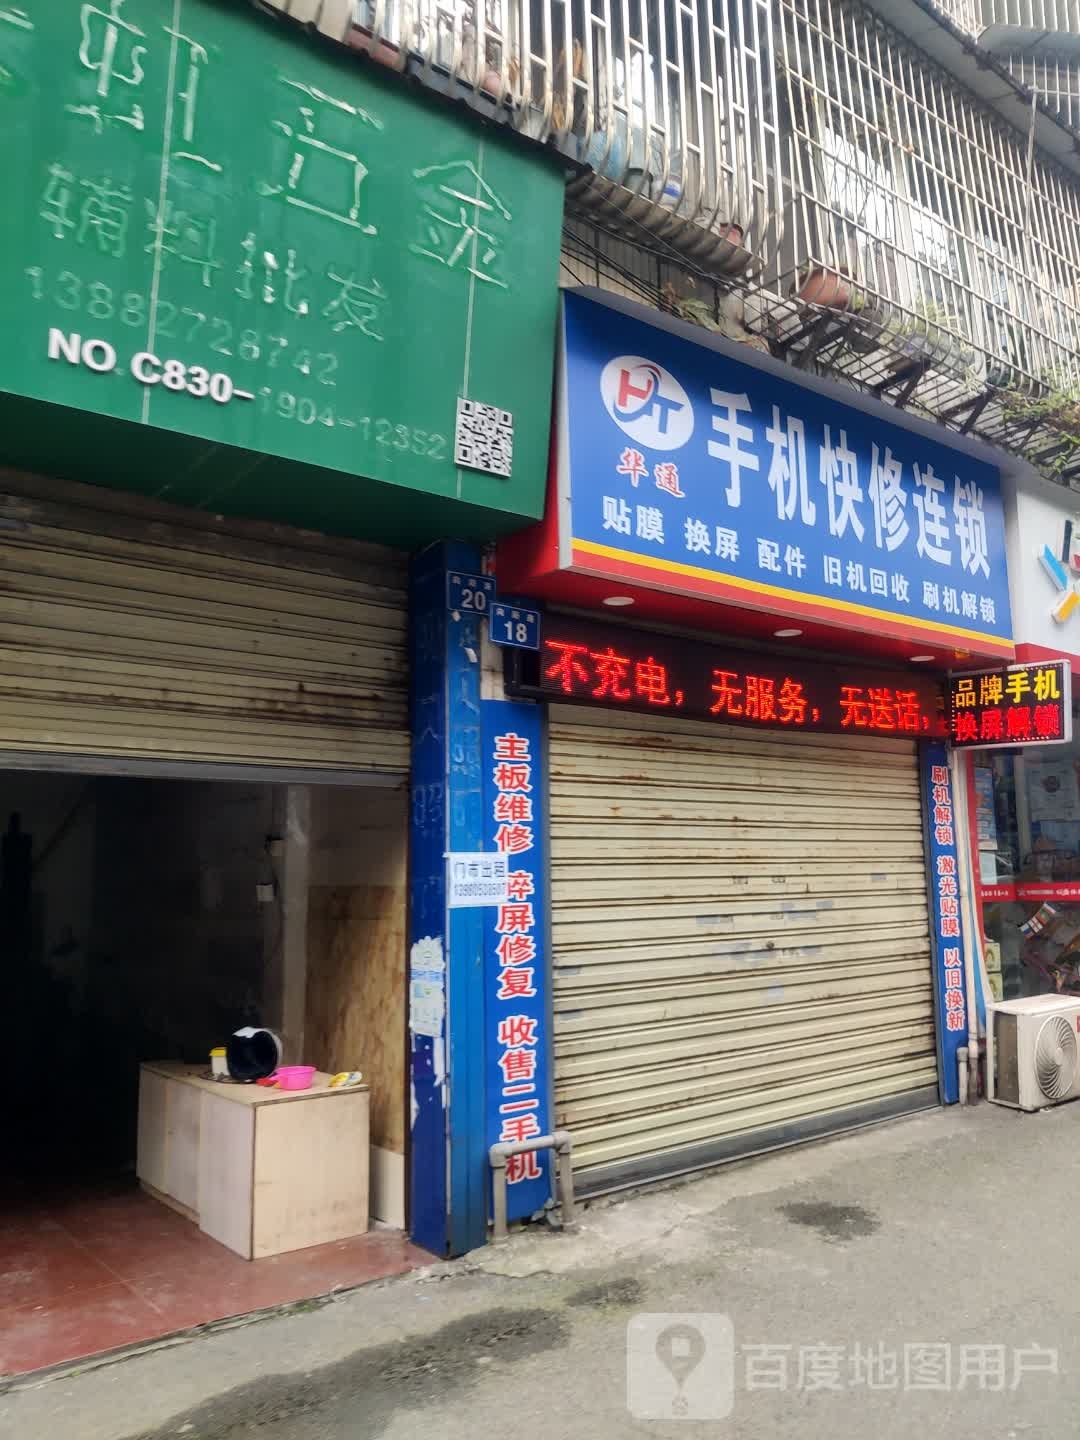 五金
辅料批发
13882728742
NO.C830-1904-12352
HT
华通
手机快修连锁
贴膜 换屏 配件 旧机回收 刷机解锁
20
18
不充电，无服务，无送话，
品牌手机
换屏解锁
主板维修 碎屏修复 收售二手机
门市出租
刷机解锁 激光贴膜 以旧换新
百度地图用户